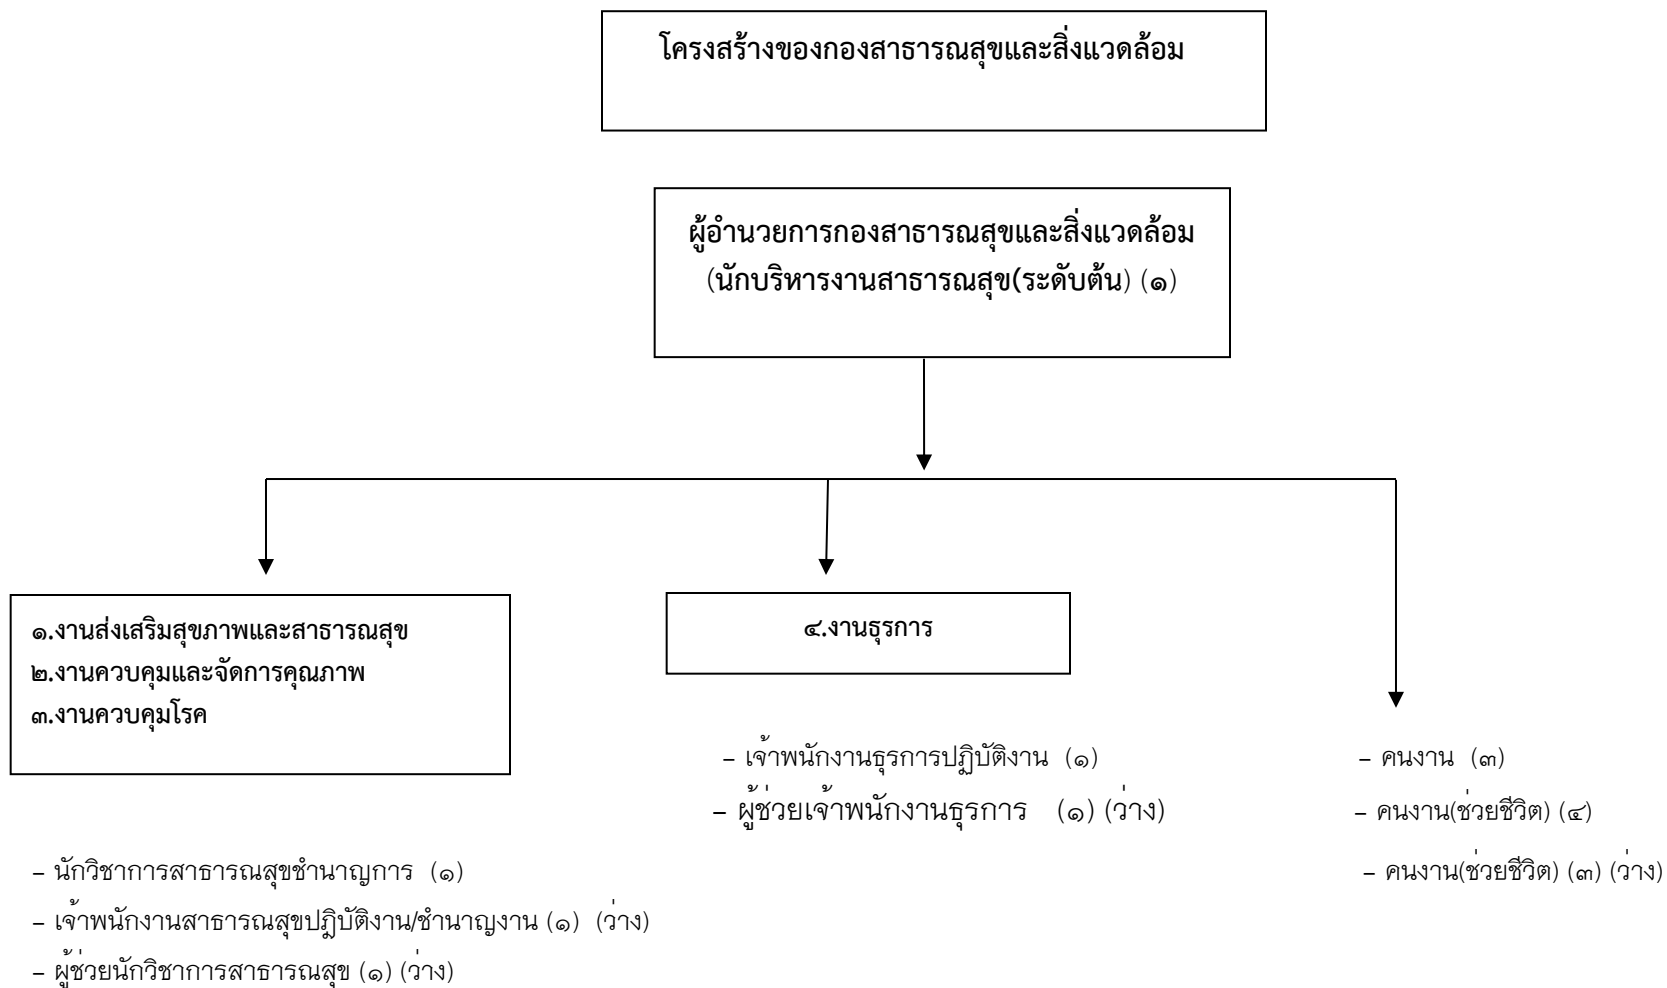 โครงสร้างของกองสาธารณสุขและสิ่งแวดล้อม
ผู้อำนวยการกองสาธารณสุขและสิ่งแวดล้อม
(นักบริหารงานสาธารณสุข(ระดับต้น) (๑)
๑.งานส่งเสริมสุขภาพและสาธารณสุข
๒.งานควบคุมและจัดการคุณภาพ
๓.งานควบคุมโรค
– นักวิชาการสาธารณสุขชำนาญการ (๑)
– เจ้าพนักงานสาธารณสุขปฏิบัติงาน/ชำนาญงาน (๑) (ว่าง)
– ผู้ช่วยนักวิชาการสาธารณสุข (๑) (ว่าง)
๔.งานธุรการ
– เจ้าพนักงานธุรการปฏิบัติงาน (๑)
– ผู้ช่วยเจ้าพนักงานธุรการ (๑) (ว่าง)
– คนงาน (๓)
– คนงาน(ช่วยชีวิต) (๔)
– คนงาน(ช่วยชีวิต) (๓) (ว่าง)